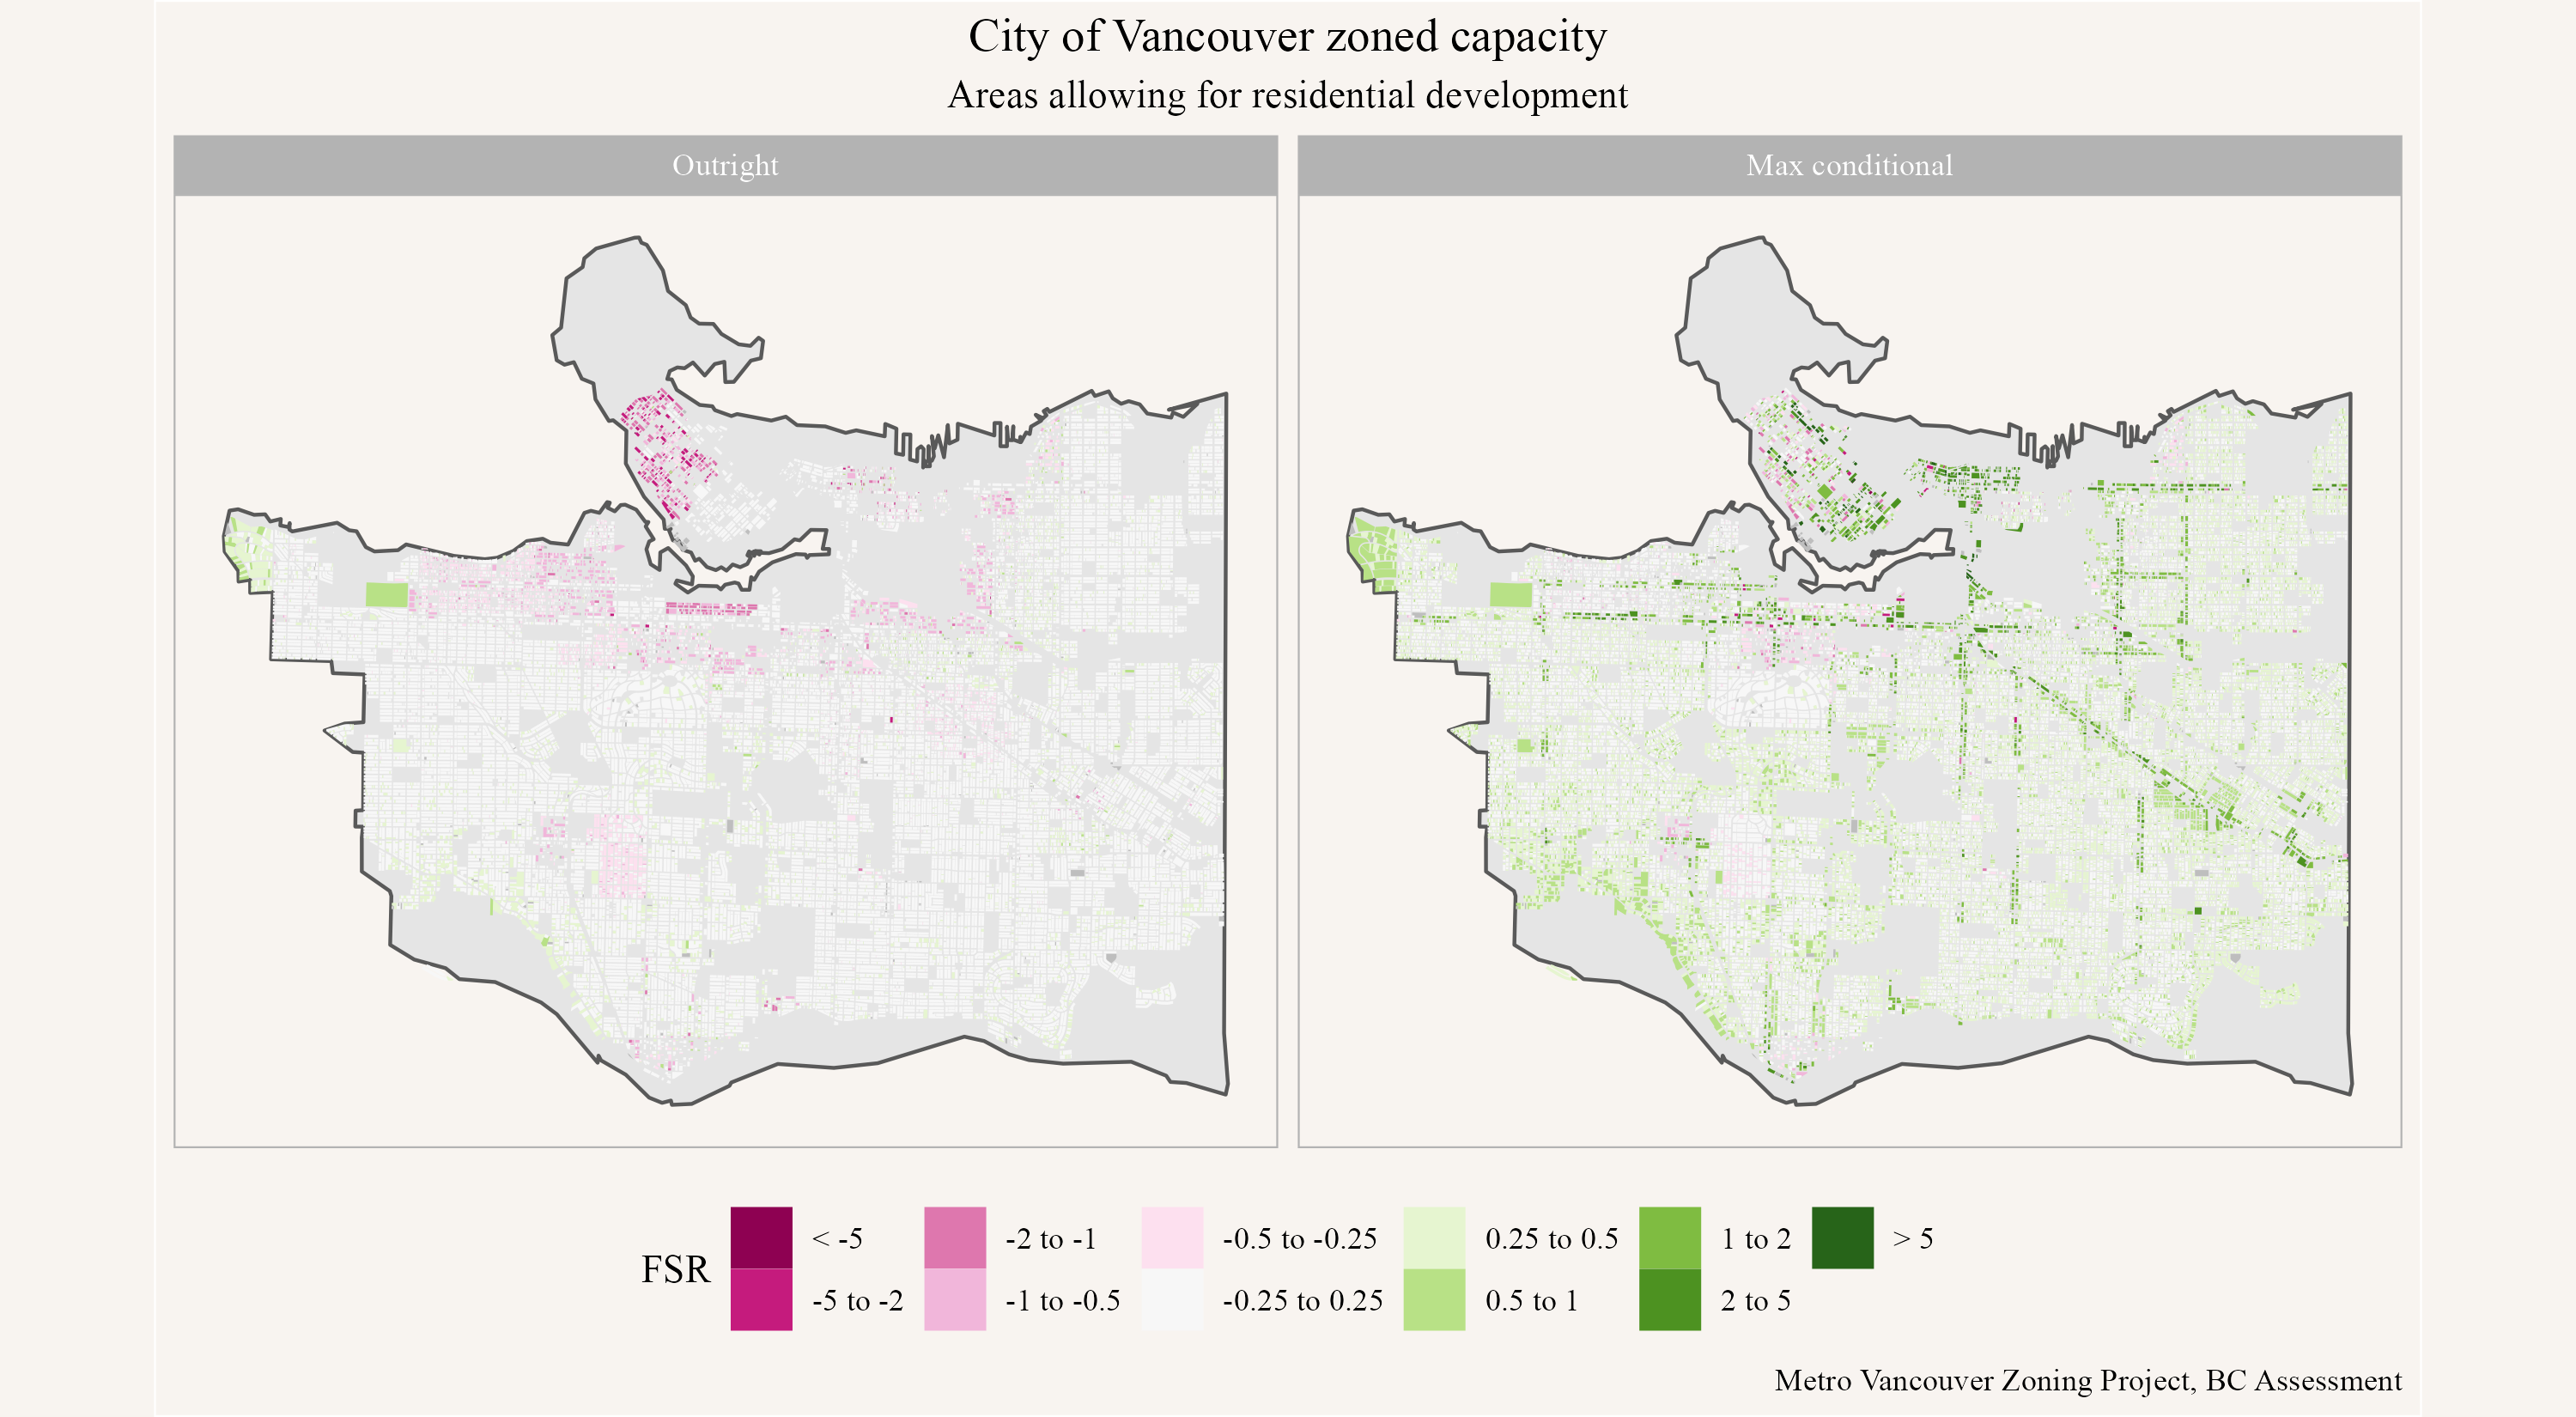 City of Vancouver zoned capacity
Areas allowing for residential development
Outright
Max conditional
FSR
< -5
-5 to -2
-2 to -1
-1 to -0.5
-0.5 to -0.25
-0.25 to 0.25
0.25 to 0.5
0.5 to 1
1 to 2
2 to 5
> 5
Metro Vancouver Zoning Project, BC Assessment